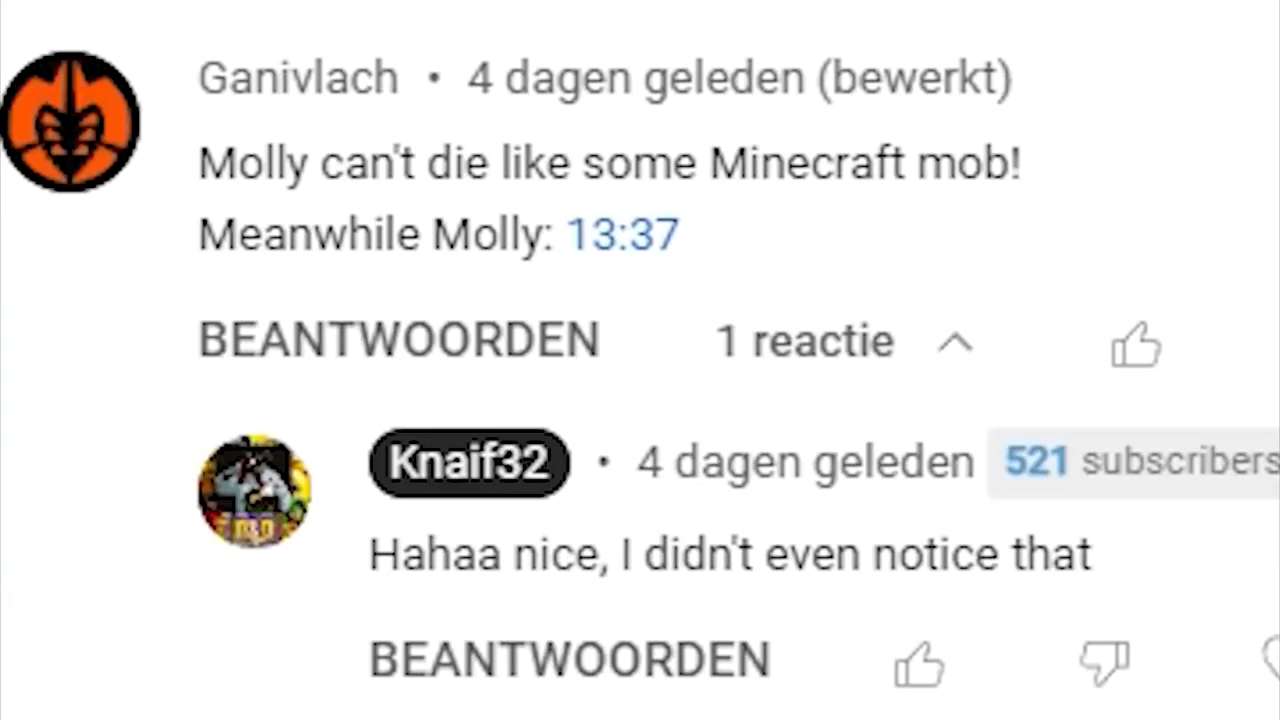 Ganivlach • 4 dagen geleden (bewerkt)
Molly can't die like some Minecraft mob!
Meanwhile Molly: 13:37
BEANTWOORDEN 1 reactie
Knaif32 • 4 dagen geleden 521 subscribers
Hahaa nice, I didn't even notice that
BEANTWOORDEN